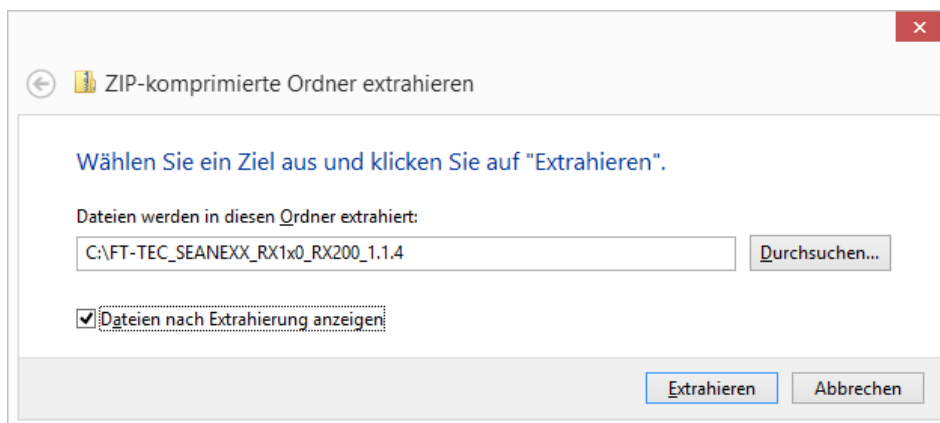 ZIP-komprimierte Ordner extrahieren
Wählen Sie ein Ziel aus und klicken Sie auf "Extrahieren".
Dateien werden in diesen Ordner extrahiert:
C:\FT-TEC_SEANEXX_RX1x0_RX200_1.1.4
Durchsuchen...
Dateien nach Extrahierung anzeigen
Extrahieren
Abbrechen